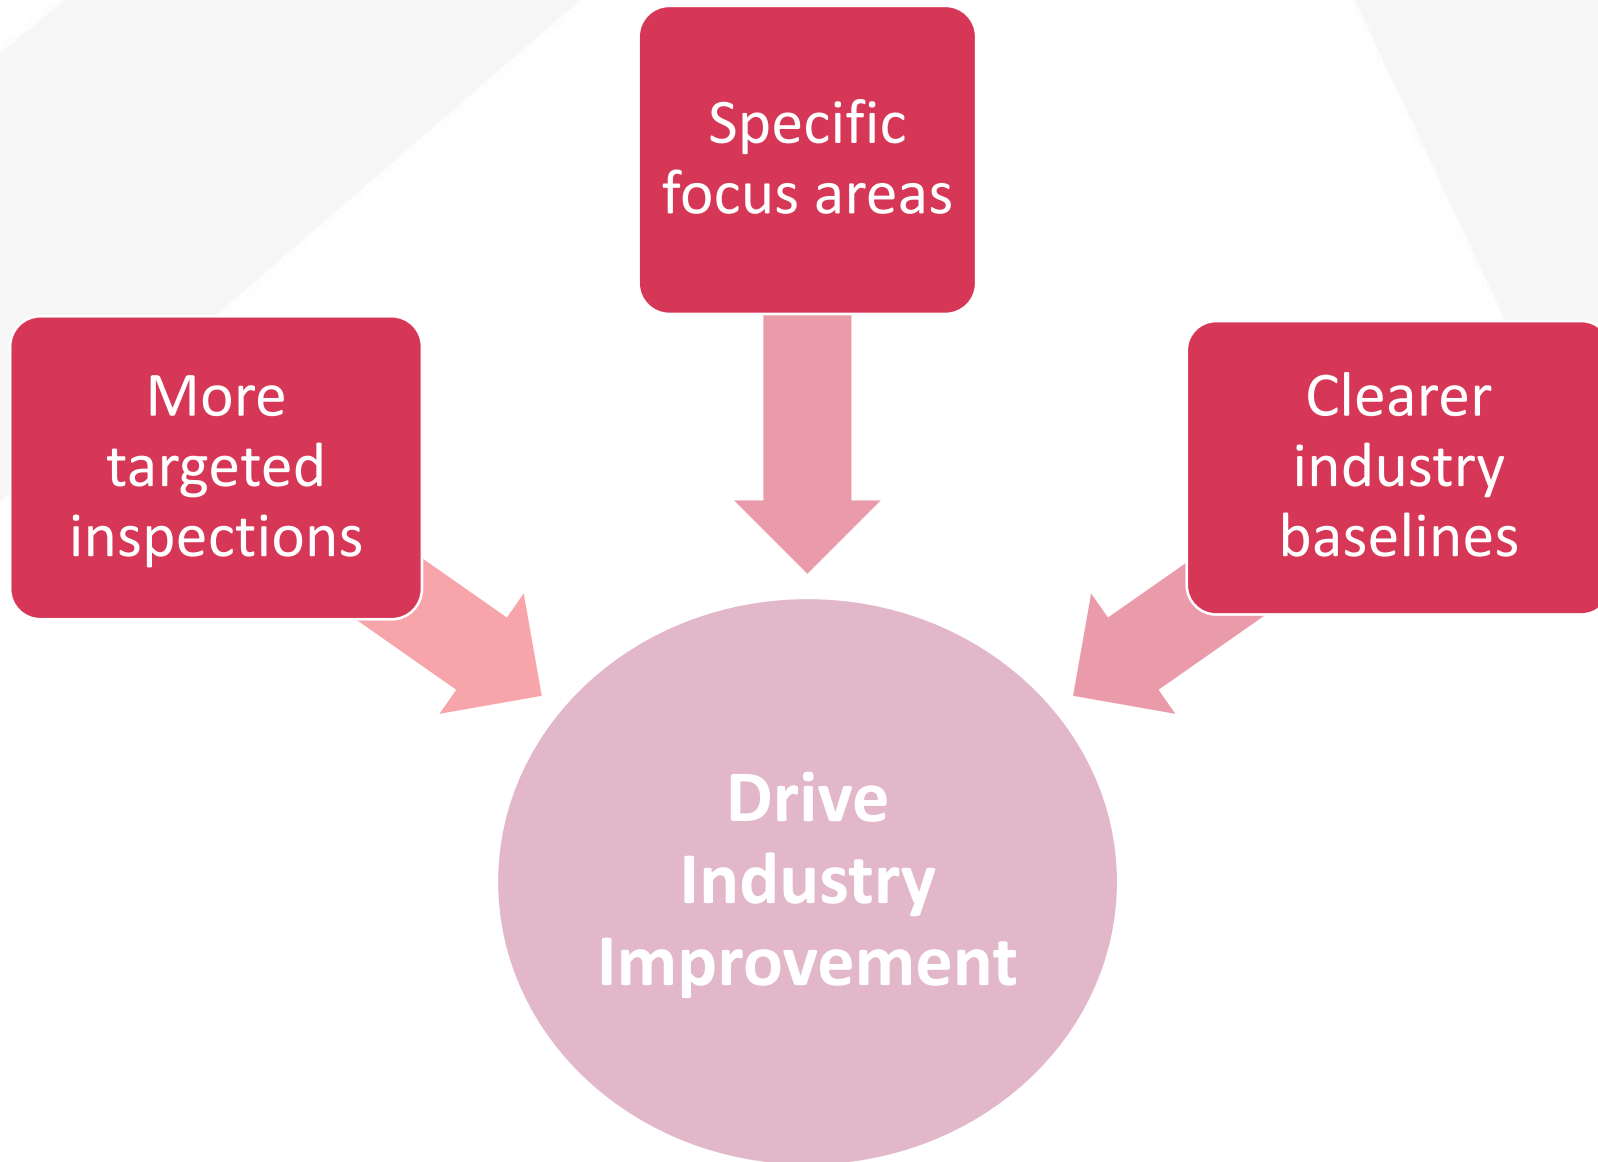 Specific
focus areas
More
targeted
inspections
Clearer
industry
baselines
Drive
Industry
Improvement